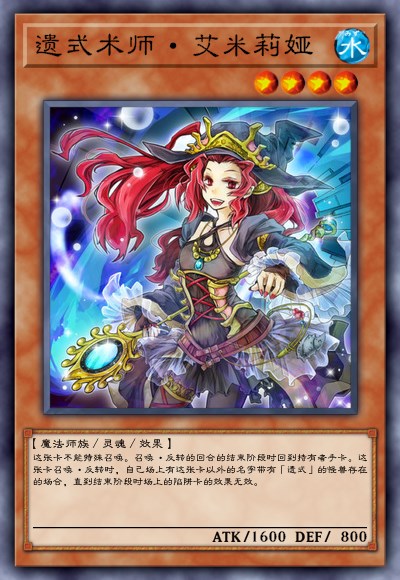 遗式术师·艾米莉娅
水
【魔法师族/灵魂/效果】
这张卡不能特殊召唤。召唤·反转的回合的结束阶段时回到持有者手卡。这
张卡召唤·反转时,自己场上有这张卡以外的名字带有「遗式」的怪兽存在
的场合,直到结束阶段时场上的陷阱卡的效果无效。
ATK/1600 DEF/ 800